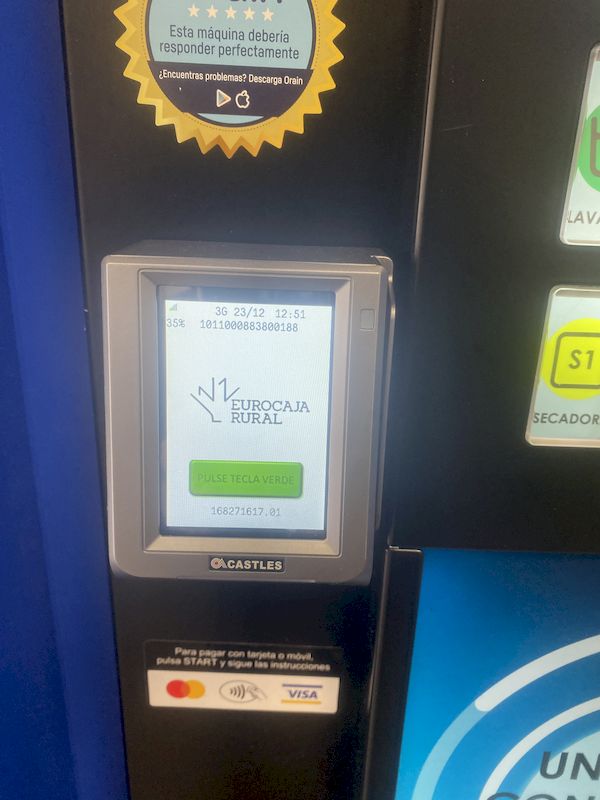 Esta máquina debería
responder perfectamente
¿Encuentras problemas? Descarga Orain
3G 23/12 12:51
35% 1011000883800188
EUROCAJA
RURAL
PULSE TECLA VERDE
168271617.01
CASTLES
Para pagar con tarjeta o móvil,
pulsa START y sigue las instrucciones
VISA
LAVA
S1
SECADOR
UN